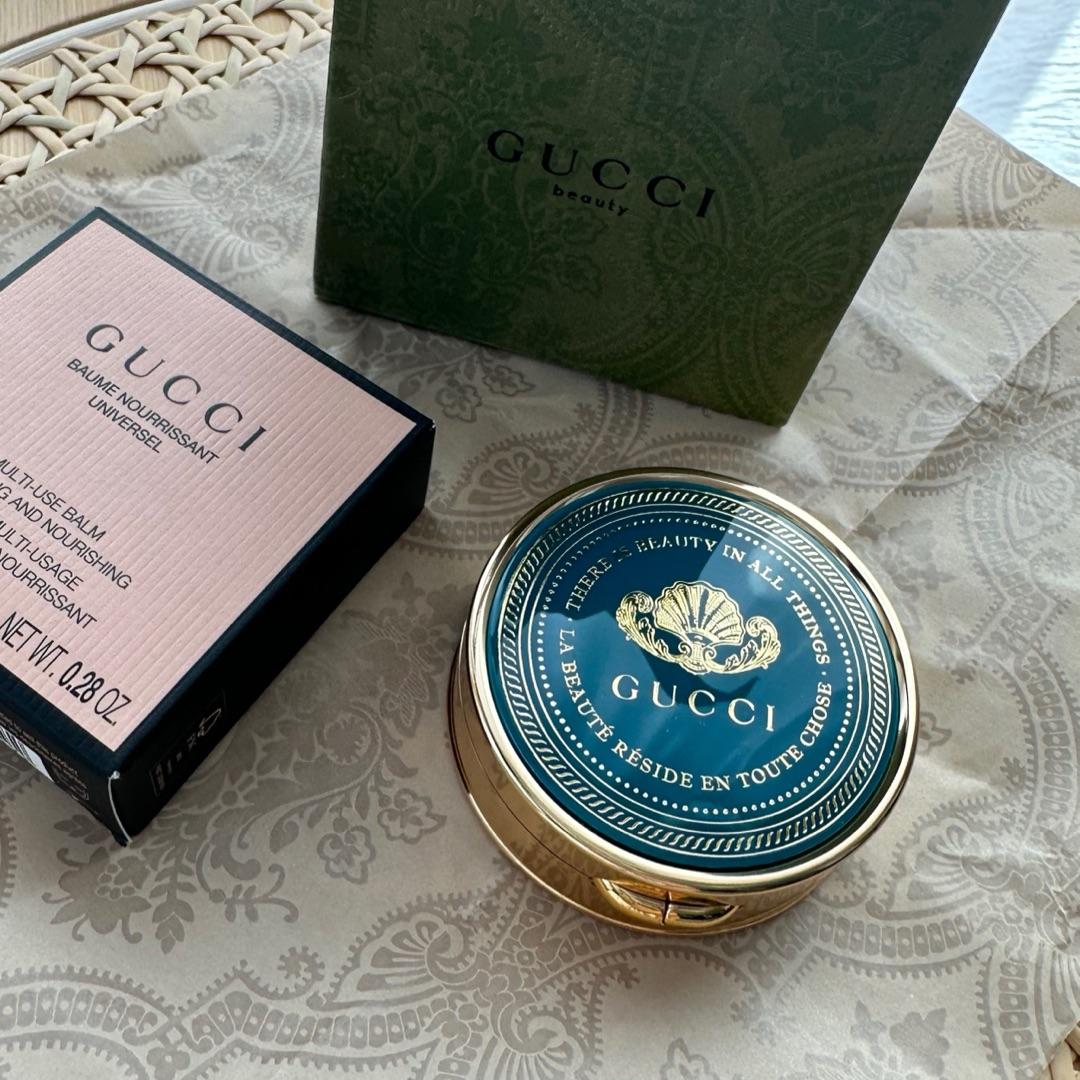 GUCCI
beauty
GUCCI
BAUME NOURRISSANT
UNIVERSEL
MULTI-USE BALM
AND NOURISHING
MULTI-USAGE
NOURRISSANT
NET WT. 0.28 OZ.
THERE IS BEAUTY IN ALL THINGS ·
GUCCI
LA BEAUTÉ RÉSIDE EN TOUTE CHOSE ·